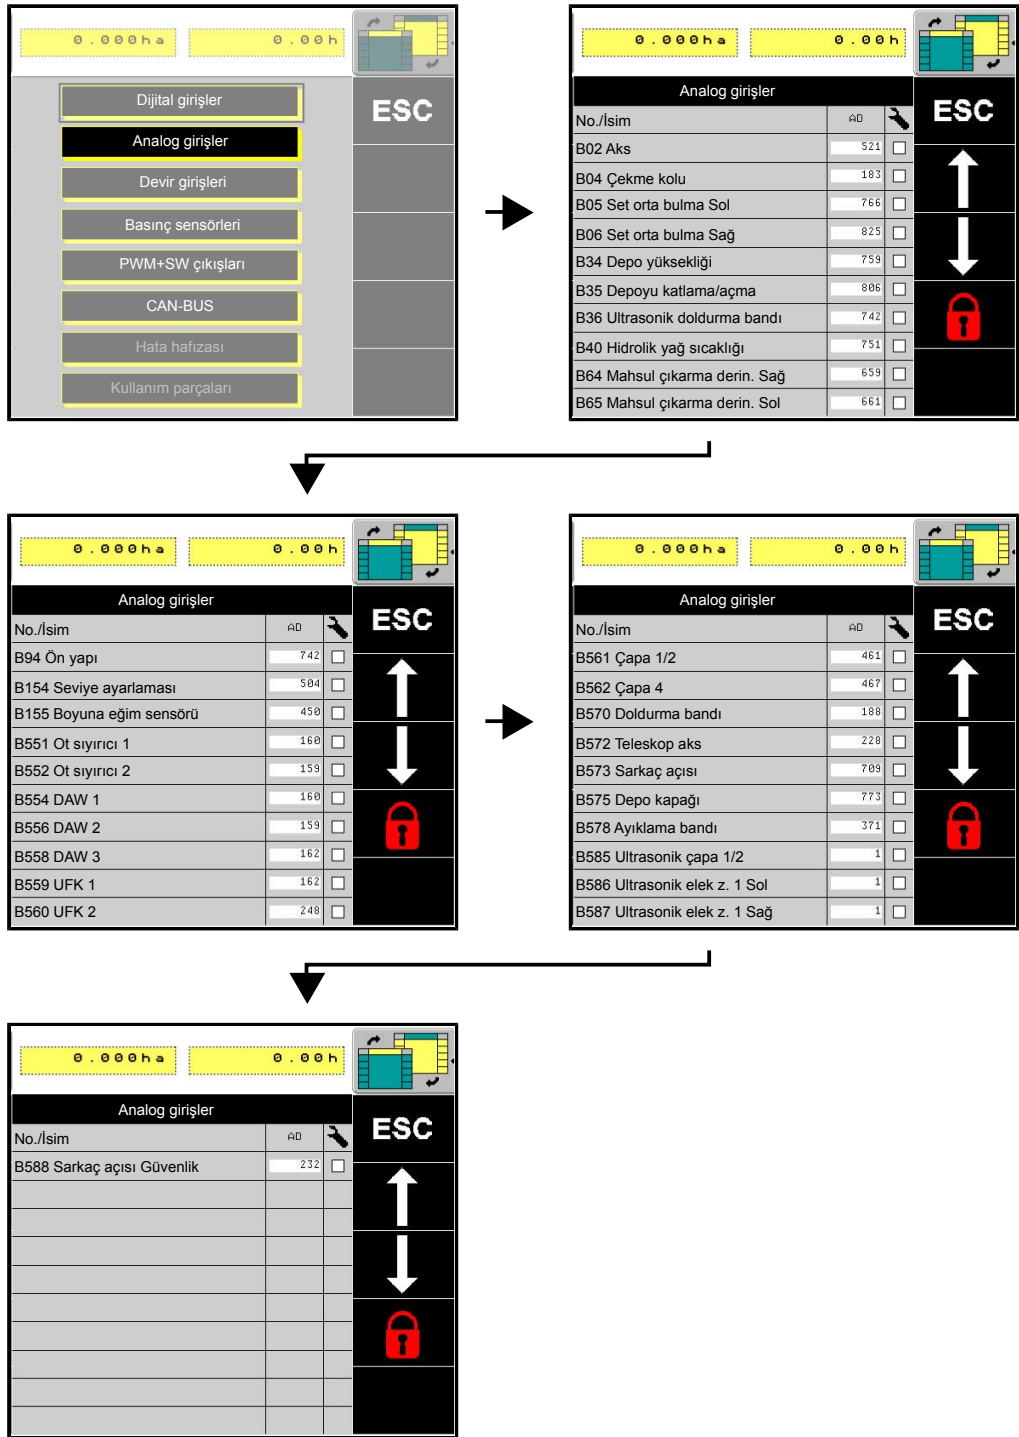 0.000ha 0.00h
Dijital girişler
ESC
Analog girişler
Devir girişleri
Basınç sensörleri
PWM+SW çıkışları
CAN-BUS
Hata hafızası
Kullanım parçaları
0.000ha 0.00h
Analog girişler
ESC
No./İsim AD
B02 Aks 521
B04 Çekme kolu 183
B05 Set orta bulma Sol 766
B06 Set orta bulma Sağ 825
B34 Depo yüksekliği 759
B35 Depoyu katlama/açma 806
B36 Ultrasonik doldurma bandı 742
B40 Hidrolik yağ sıcaklığı 751
B64 Mahsul çıkarma derin. Sağ 659
B65 Mahsul çıkarma derin. Sol 661
0.000ha 0.00h
Analog girişler
ESC
No./İsim AD
B94 Ön yapı 742
B154 Seviye ayarlaması 504
B155 Boyuna eğim sensörü 450
B551 Ot sıyırıcı 1 160
B552 Ot sıyırıcı 2 159
B554 DAW 1 160
B556 DAW 2 159
B558 DAW 3 162
B559 UFK 1 162
B560 UFK 2 248
0.000ha 0.00h
Analog girişler
ESC
No./İsim AD
B561 Çapa 1/2 461
B562 Çapa 4 467
B570 Doldurma bandı 188
B572 Teleskop aks 228
B573 Sarkaç açısı 709
B575 Depo kapağı 773
B578 Ayıklama bandı 371
B585 Ultrasonik çapa 1/2 1
B586 Ultrasonik elek z. 1 Sol 1
B587 Ultrasonik elek z. 1 Sağ 1
0.000ha 0.00h
Analog girişler
ESC
No./İsim AD
B588 Sarkaç açısı Güvenlik 232